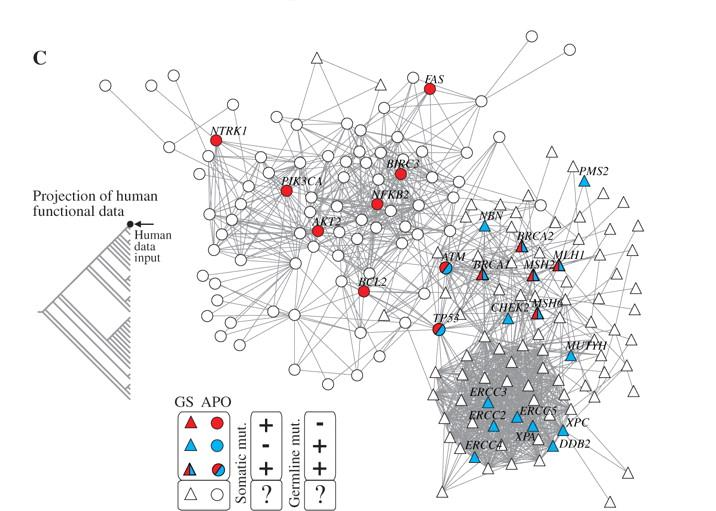 C
FAS
NTRK1
BIRC3
PIK3CA
NFKB2
AKT2
BCL2
PMS2
NBN
BRCA2
ATM
BRCA1
MSH2
MLH1
CHEK2
MSH6
TP53
MUTYH
ERCC3
ERCC2
ERCC5
XPC
XPA
ERCC4
DDB2
Projection of human
functional data
Human
data
input
GS APO
Somatic mut.
+
-
+
?
Germline mut.
-
+
+
?